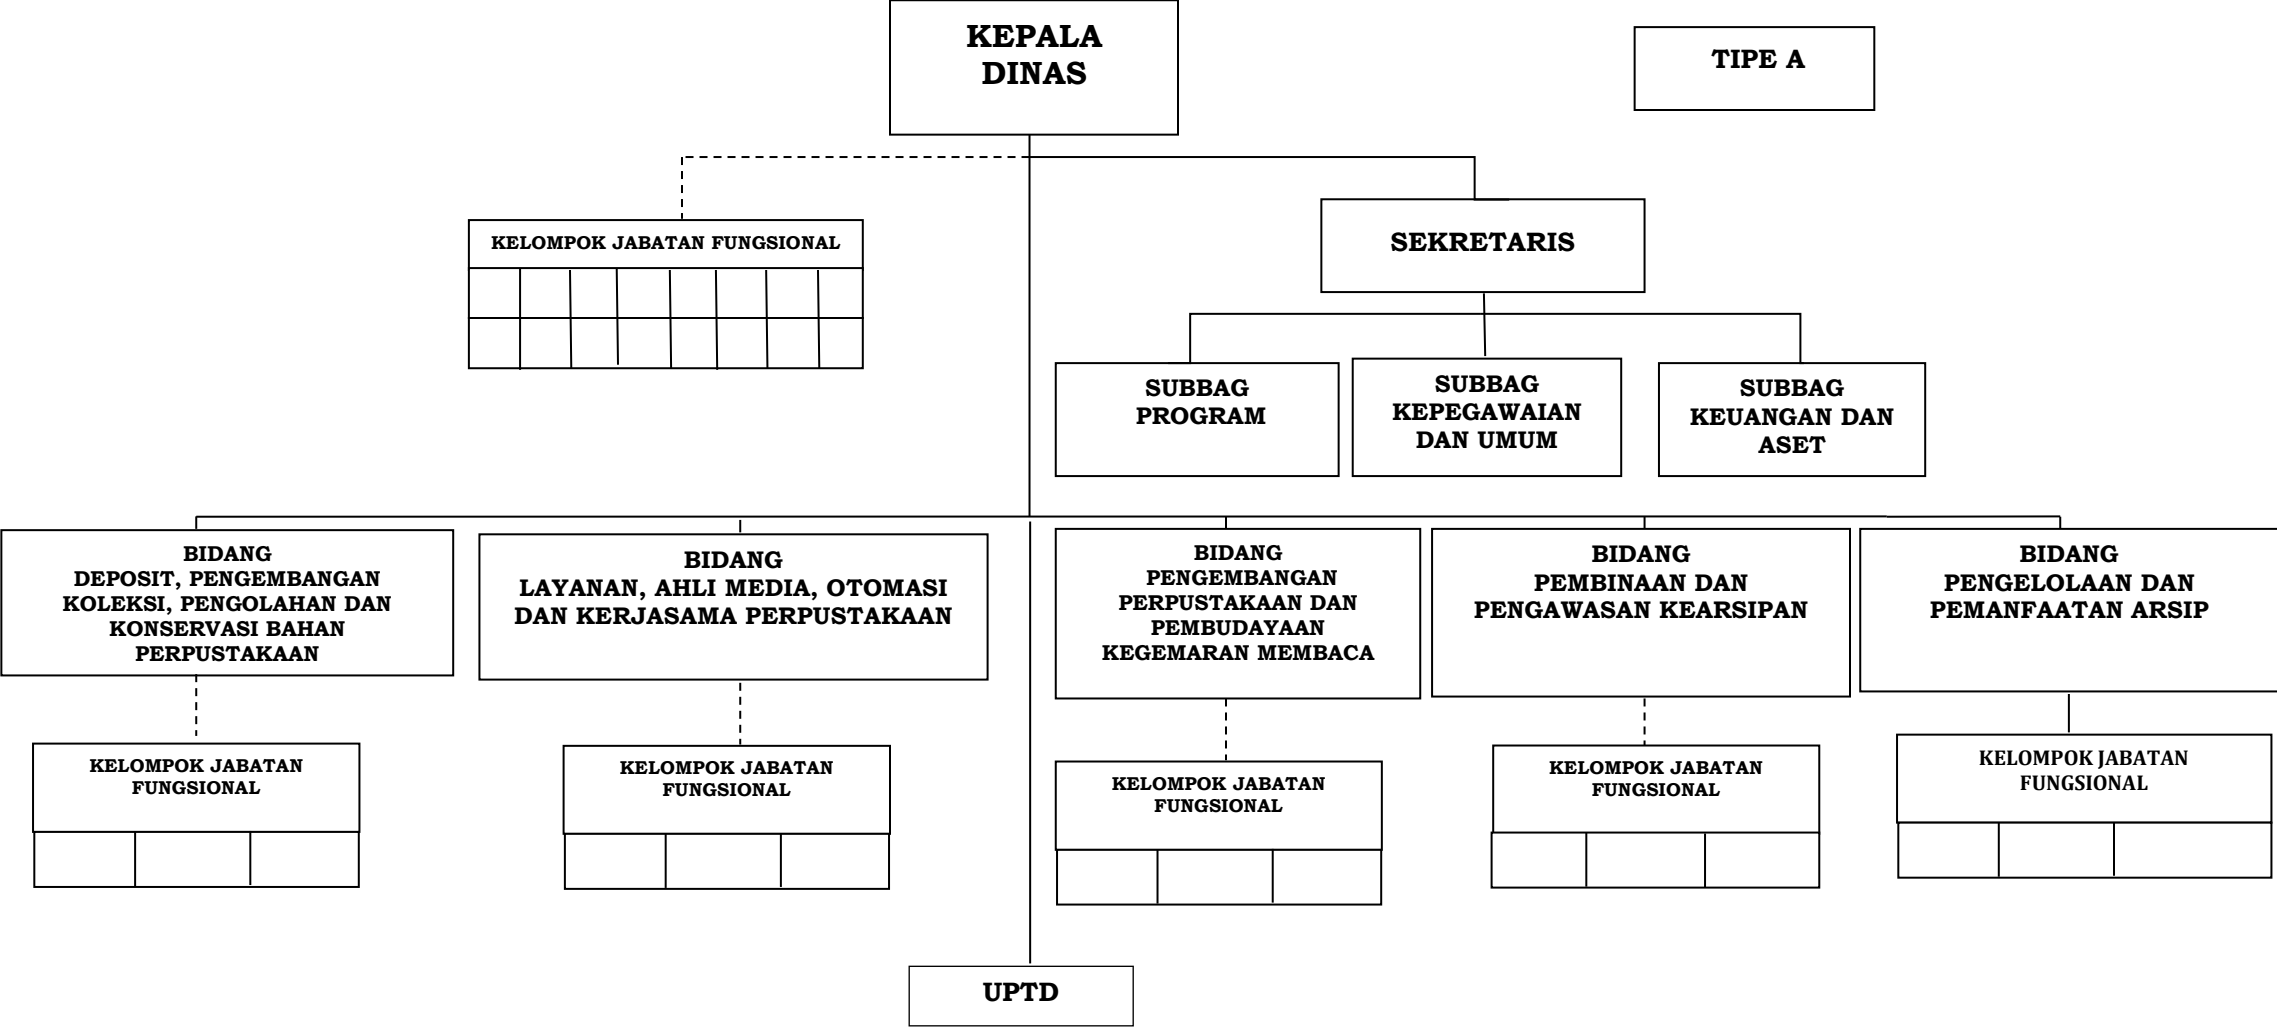 KEPALA
DINAS
TIPE A
KELOMPOK JABATAN FUNGSIONAL
SEKRETARIS
SUBBAG
PROGRAM
SUBBAG
KEPEGAWAIAN
DAN UMUM
SUBBAG
KEUANGAN DAN
ASET
BIDANG
DEPOSIT, PENGEMBANGAN
KOLEKSI, PENGOLAHAN DAN
KONSERVASI BAHAN
PERPUSTAKAAN
BIDANG
LAYANAN, AHLI MEDIA, OTOMASI
DAN KERJASAMA PERPUSTAKAAN
BIDANG
PENGEMBANGAN
PERPUSTAKAAN DAN
PEMBUDAYAAN
KEGEMARAN MEMBACA
BIDANG
PEMBINAAN DAN
PENGAWASAN KEARSIPAN
BIDANG
PENGELOLAAN DAN
PEMANFAATAN ARSIP
KELOMPOK JABATAN
FUNGSIONAL
KELOMPOK JABATAN
FUNGSIONAL
KELOMPOK JABATAN
FUNGSIONAL
KELOMPOK JABATAN
FUNGSIONAL
KELOMPOK JABATAN
FUNGSIONAL
UPTD